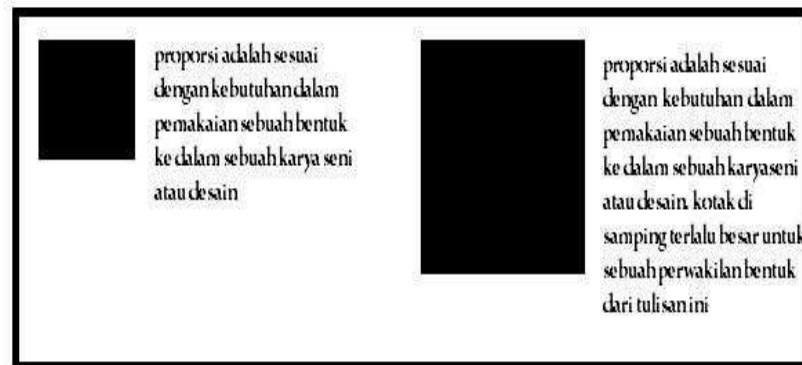 proporsi adalah sesuai
dengan kebutuhan dalam
pemakaian sebuah bentuk
ke dalam sebuah karya seni
atau desain
proporsi adalah sesuai
dengan kebutuhan dalam
pemakaian sebuah bentuk
ke dalam sebuah karyaseni
atau desain. kotak di
samping terlalu besar untuk
sebuah perwakilan bentuk
dari tulisan ini